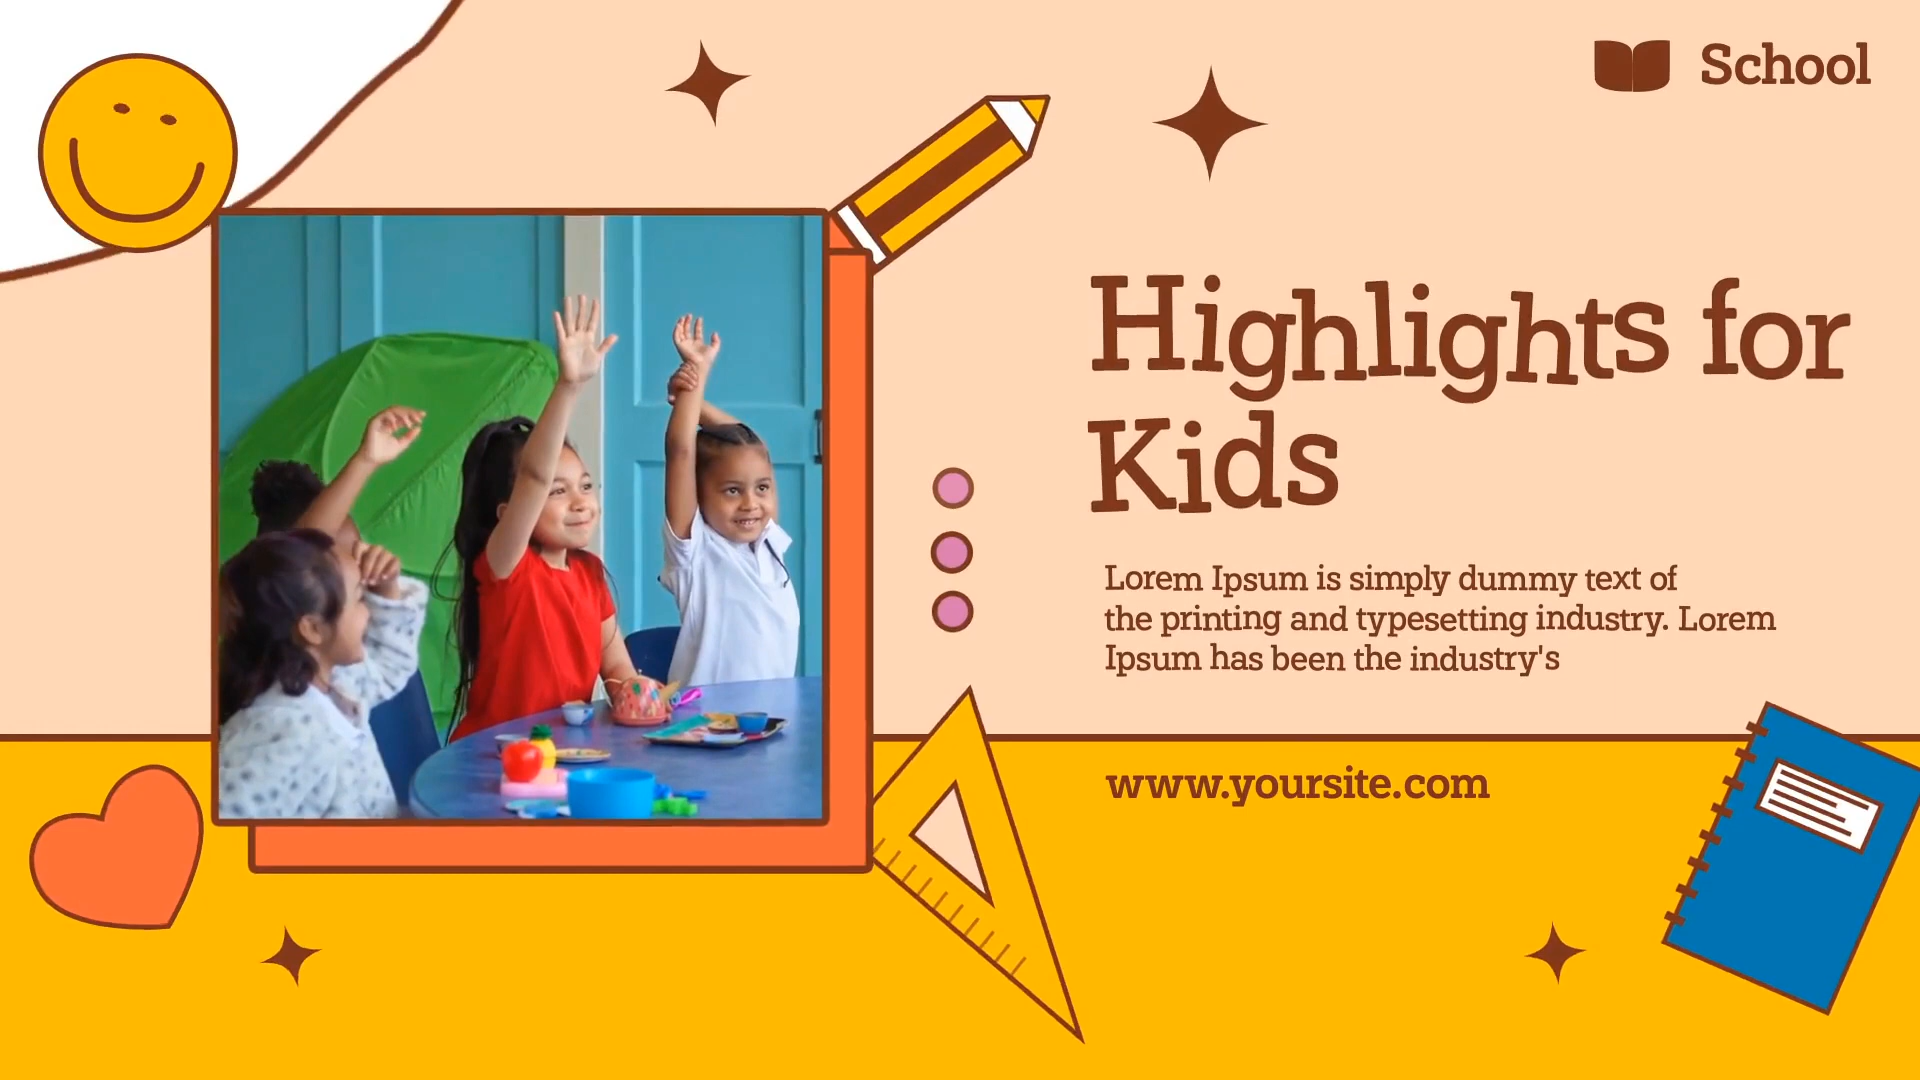 School
Highlights for
Kids
Lorem Ipsum is simply dummy text of
the printing and typesetting industry. Lorem
Ipsum has been the industry's
www.yoursite.com